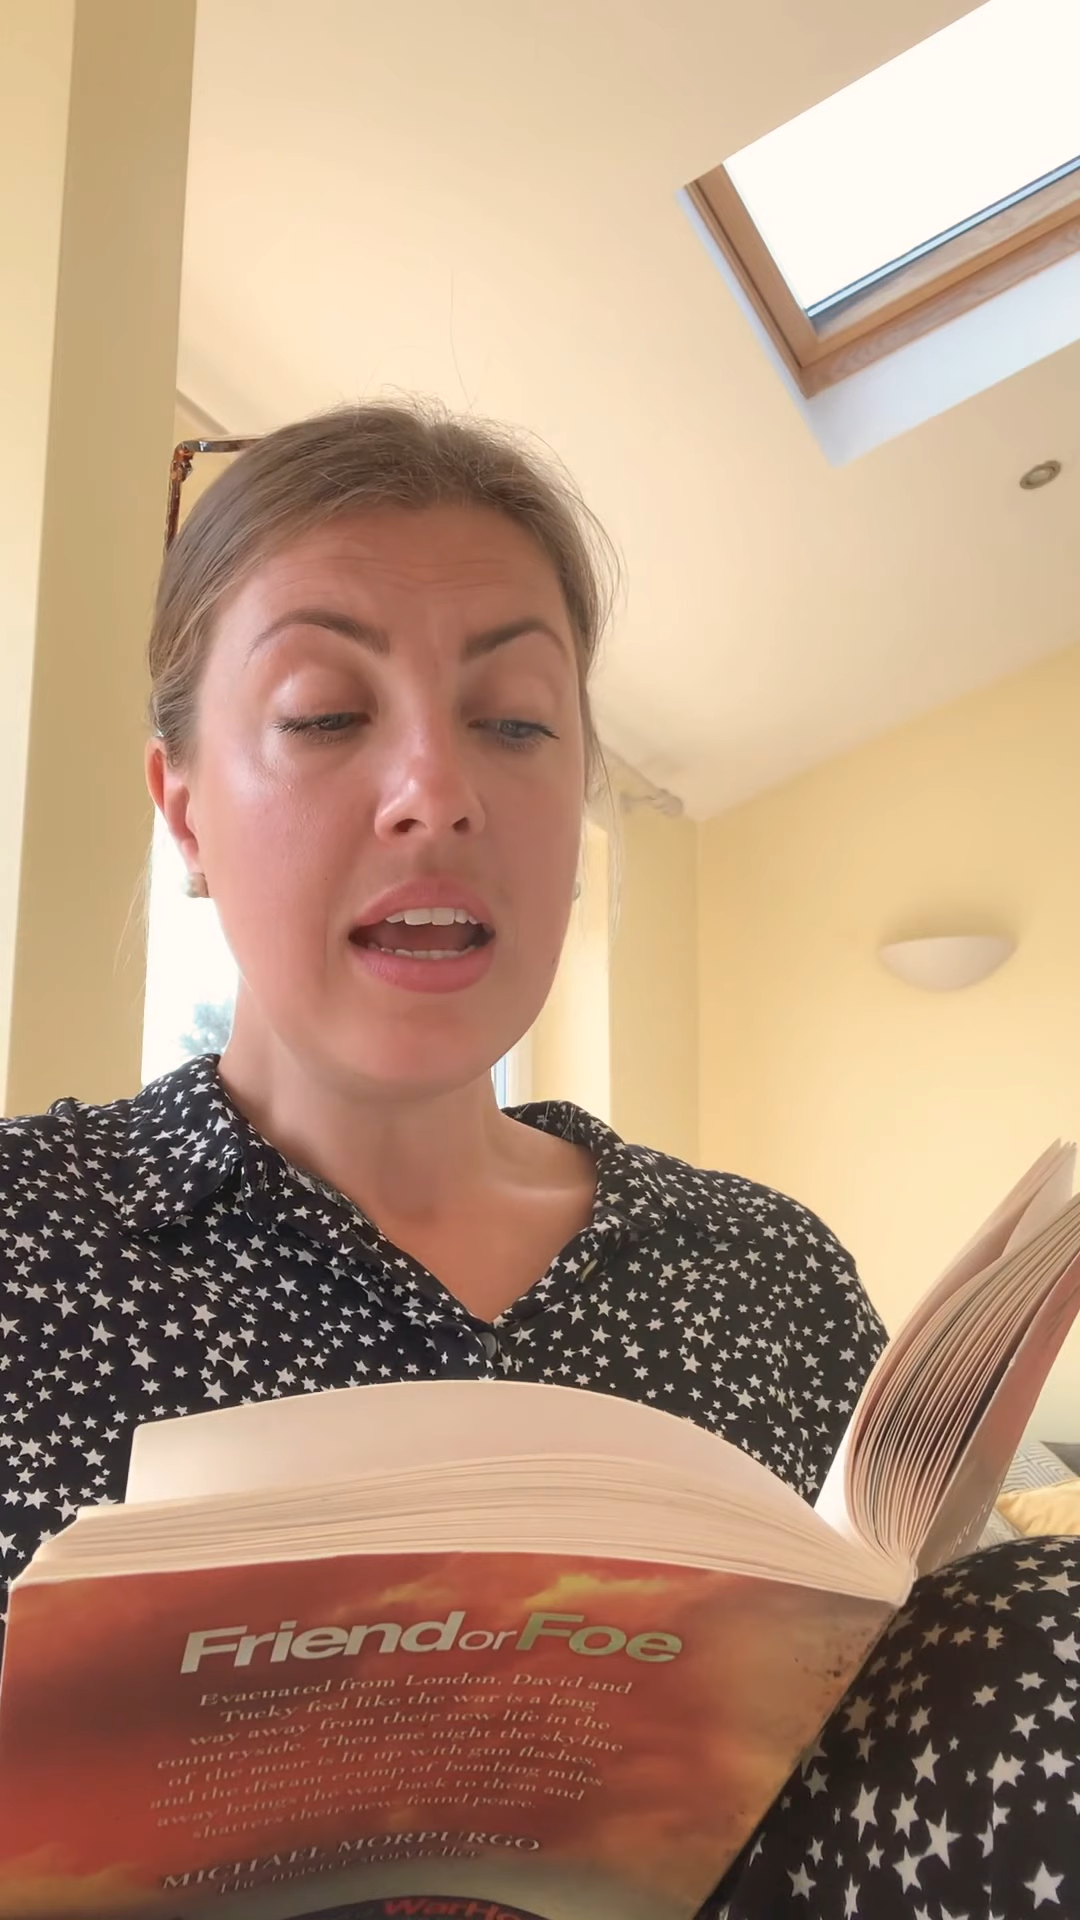 Friend or Foe
Evacuated from London, David and
Tucky feel like the war is a long
way away from their new life in the
countryside. Then one night the skyline
of the moor is lit up with gun flashes,
and the distant crump of bombing miles
away brings the war back to them and
shatters their new-found peace.
MICHAEL MORPURGO
The master storyteller